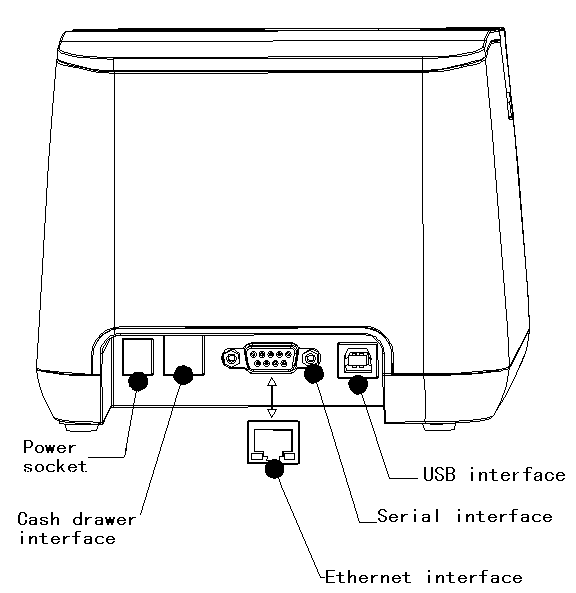 Power
socket
USB interface
Cash drawer
interface
Serial interface
Ethernet interface